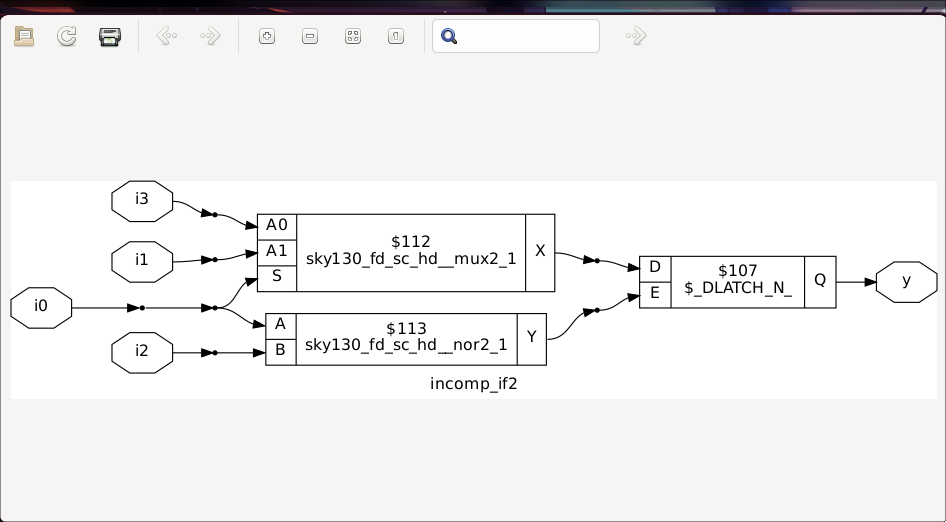 i3
i1
i0
i2
A0
A1
S
$112
sky130_fd_sc_hd__mux2_1
X
A
B
$113
sky130_fd_sc_hd__nor2_1
Y
D
E
$107
$_DLATCH_N_
Q
y
incomp_if2